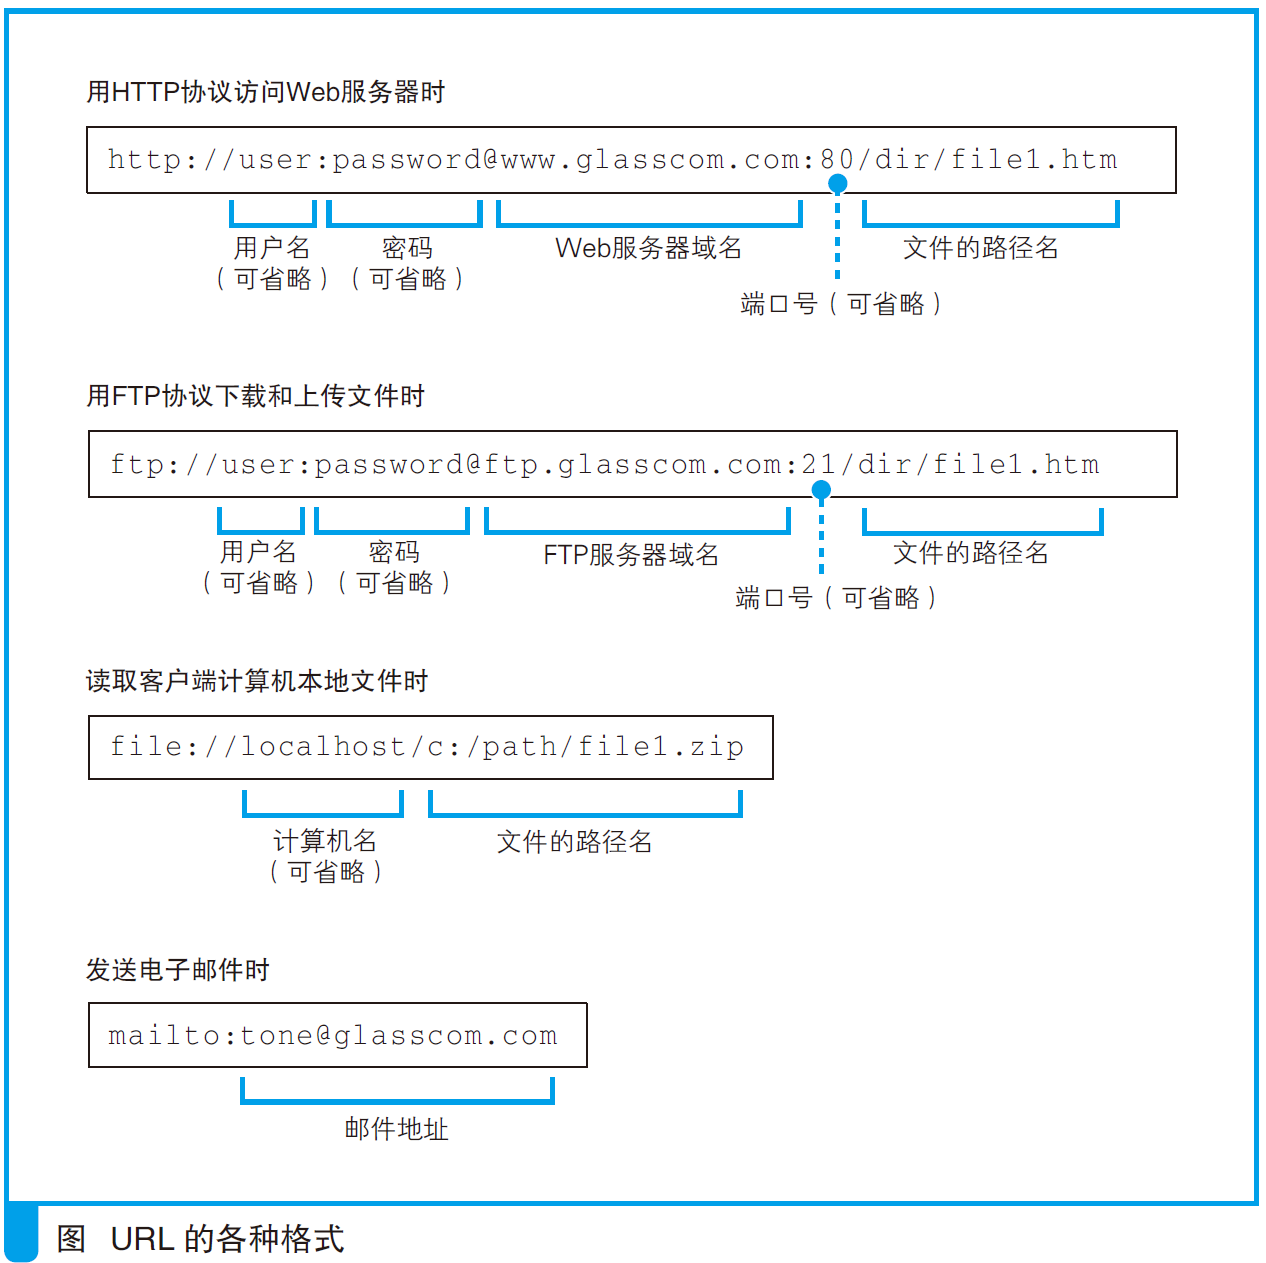 用HTTP协议访问Web服务器时
http://user:password@www.glasscom.com:80/dir/file1.htm
用户名 密码 Web服务器域名 文件的路径名
（可省略）（可省略）
端口号（可省略）
用FTP协议下载和上传文件时
ftp://user:password@ftp.glasscom.com:21/dir/file1.htm
用户名 密码 FTP服务器域名 文件的路径名
（可省略）（可省略）
端口号（可省略）
读取客户端计算机本地文件时
file://localhost/c:/path/file1.zip
计算机名 文件的路径名
（可省略）
发送电子邮件时
mailto:tone@glasscom.com
邮件地址
图 URL 的各种格式